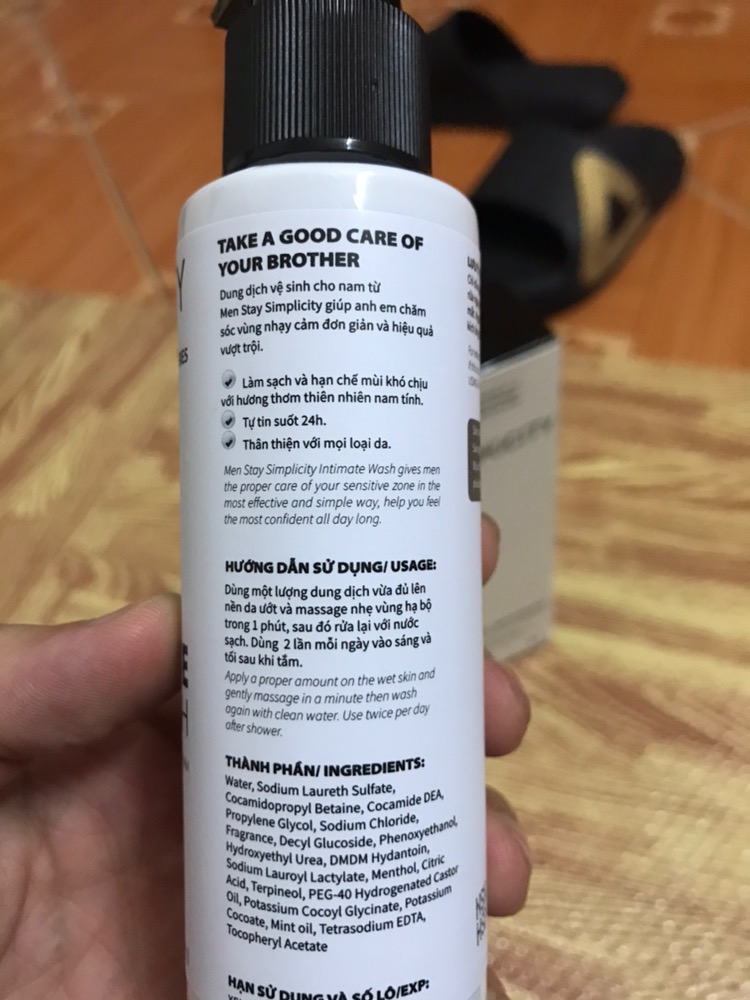 TAKE A GOOD CARE OF
YOUR BROTHER
Dung dịch vệ sinh cho nam từ
Men Stay Simplicity giúp anh em chăm
sóc vùng nhạy cảm đơn giản và hiệu quả
vượt trội.
Làm sạch và hạn chế mùi khó chịu
với hương thơm thiên nhiên nam tính.
Tự tin suốt 24h.
Thân thiện với mọi loại da.
Men Stay Simplicity Intimate Wash gives men
the proper care of your sensitive zone in the
most effective and simple way, help you feel
the most confident all day long.
HƯỚNG DẪN SỬ DỤNG/ USAGE:
Dùng một lượng dung dịch vừa đủ lên
nền da ướt và massage nhẹ vùng hạ bộ
trong 1 phút, sau đó rửa lại với nước
sạch. Dùng 2 lần mỗi ngày vào sáng và
tối sau khi tắm.
Apply a proper amount on the wet skin and
gently massage in a minute then wash
again with clean water. Use twice per day
after shower.
THÀNH PHẦN/ INGREDIENTS:
Water, Sodium Laureth Sulfate,
Cocamidopropyl Betaine, Cocamide DEA,
Propylene Glycol, Sodium Chloride,
Fragrance, Decyl Glucoside, Phenoxyethanol,
Hydroxyethyl Urea, DMDM Hydantoin,
Sodium Lauroyl Lactylate, Menthol, Citric
Acid, Terpineol, PEG-40 Hydrogenated Castor
Oil, Potassium Cocoyl Glycinate, Potassium
Cocoate, Mint oil, Tetrasodium EDTA,
Tocopheryl Acetate
HẠN SỬ DỤNG VÀ SỐ LÔ/EXP: